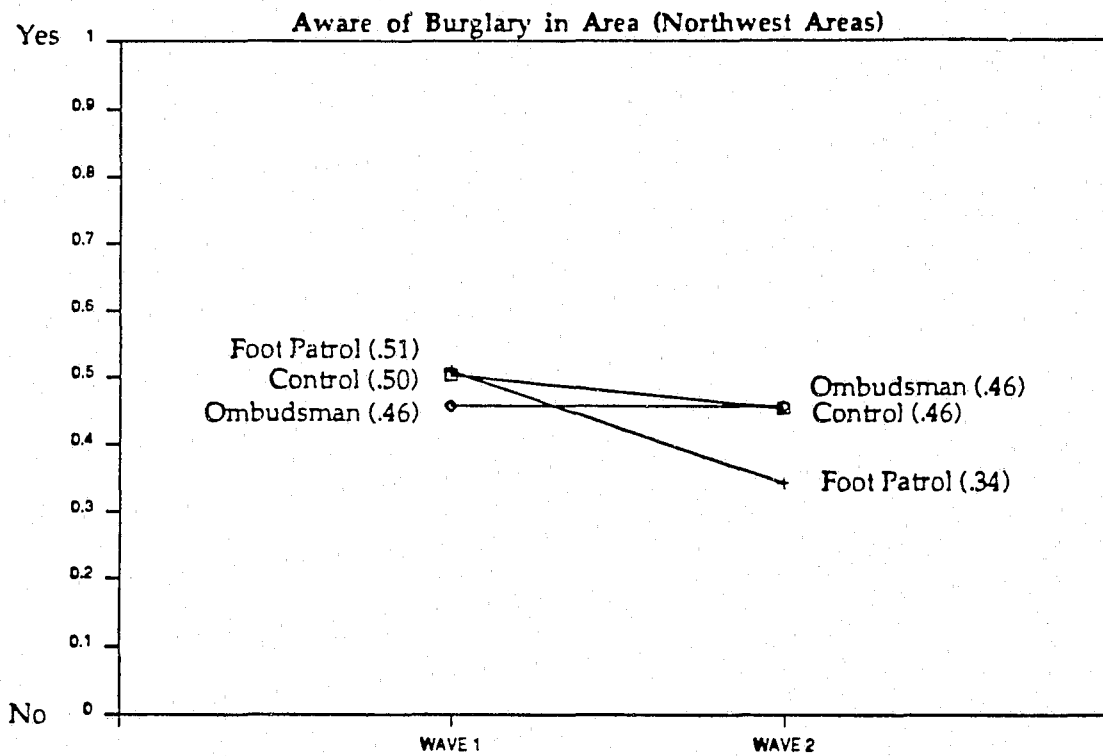 Aware of Burglary in Area (Northwest Areas)
Yes
1
0.9
0.8
0.7
0.6
0.5
0.4
0.3
0.2
0.1
No
0
Foot Patrol (.51)
Control (.50)
Ombudsman (.46)
Ombudsman (.46)
Control (.46)
Foot Patrol (.34)
WAVE 1
WAVE 2